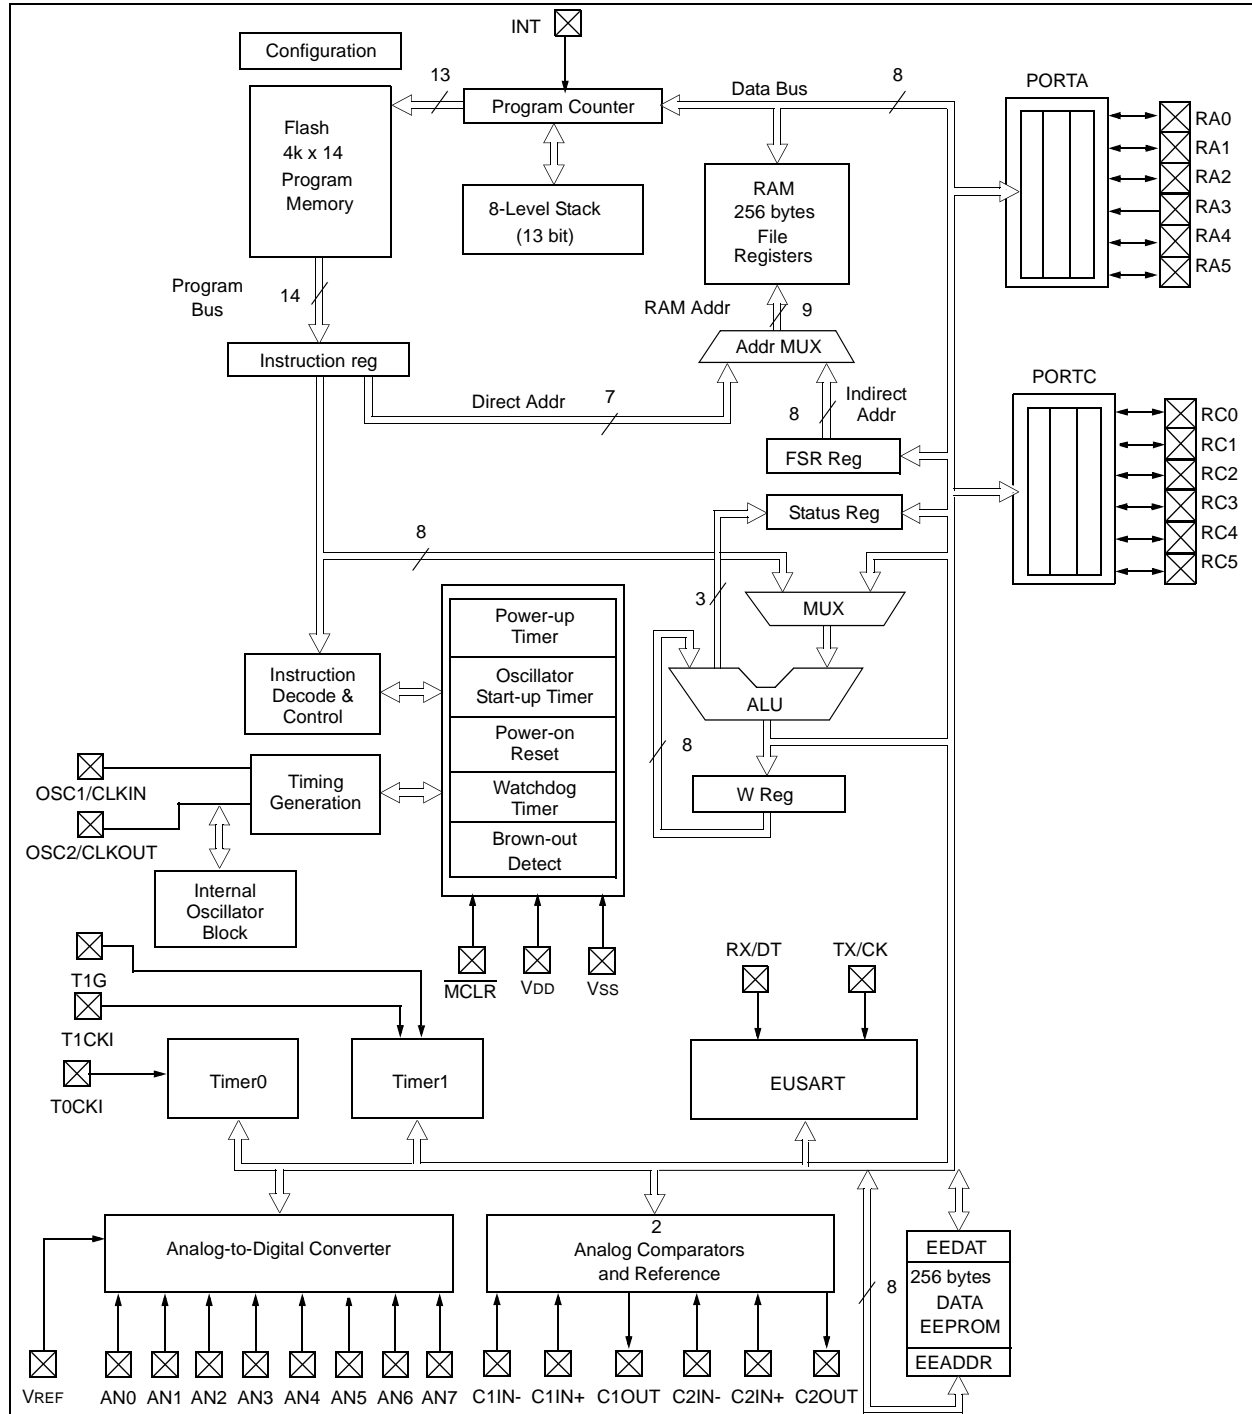 INT
Configuration
13
Program Counter
Data Bus
8
PORTA
Flash
4k x 14
Program
Memory
8-Level Stack
(13 bit)
RAM
256 bytes
File
Registers
RA0
RA1
RA2
RA3
RA4
RA5
Program
Bus
14
RAM Addr
9
Addr MUX
Instruction reg
Direct Addr
7
8
Indirect
Addr
FSR Reg
Status Reg
PORTC
RC0
RC1
RC2
RC3
RC4
RC5
8
3
MUX
Power-up
Timer
Oscillator
Start-up Timer
Power-on
Reset
Watchdog
Timer
Brown-out
Detect
Instruction
Decode &
Control
ALU
8
W Reg
OSC1/CLKIN
Timing
Generation
OSC2/CLKOUT
Internal
Oscillator
Block
MCLR
VDD
VSS
RX/DT
TX/CK
T1G
T1CKI
T0CKI
Timer0
Timer1
EUSART
Analog-to-Digital Converter
2
Analog Comparators
and Reference
8
EEDAT
256 bytes
DATA
EEPROM
EEADDR
VREF
AN0
AN1
AN2
AN3
AN4
AN5
AN6
AN7
C1IN-
C1IN+
C1OUT
C2IN-
C2IN+
C2OUT